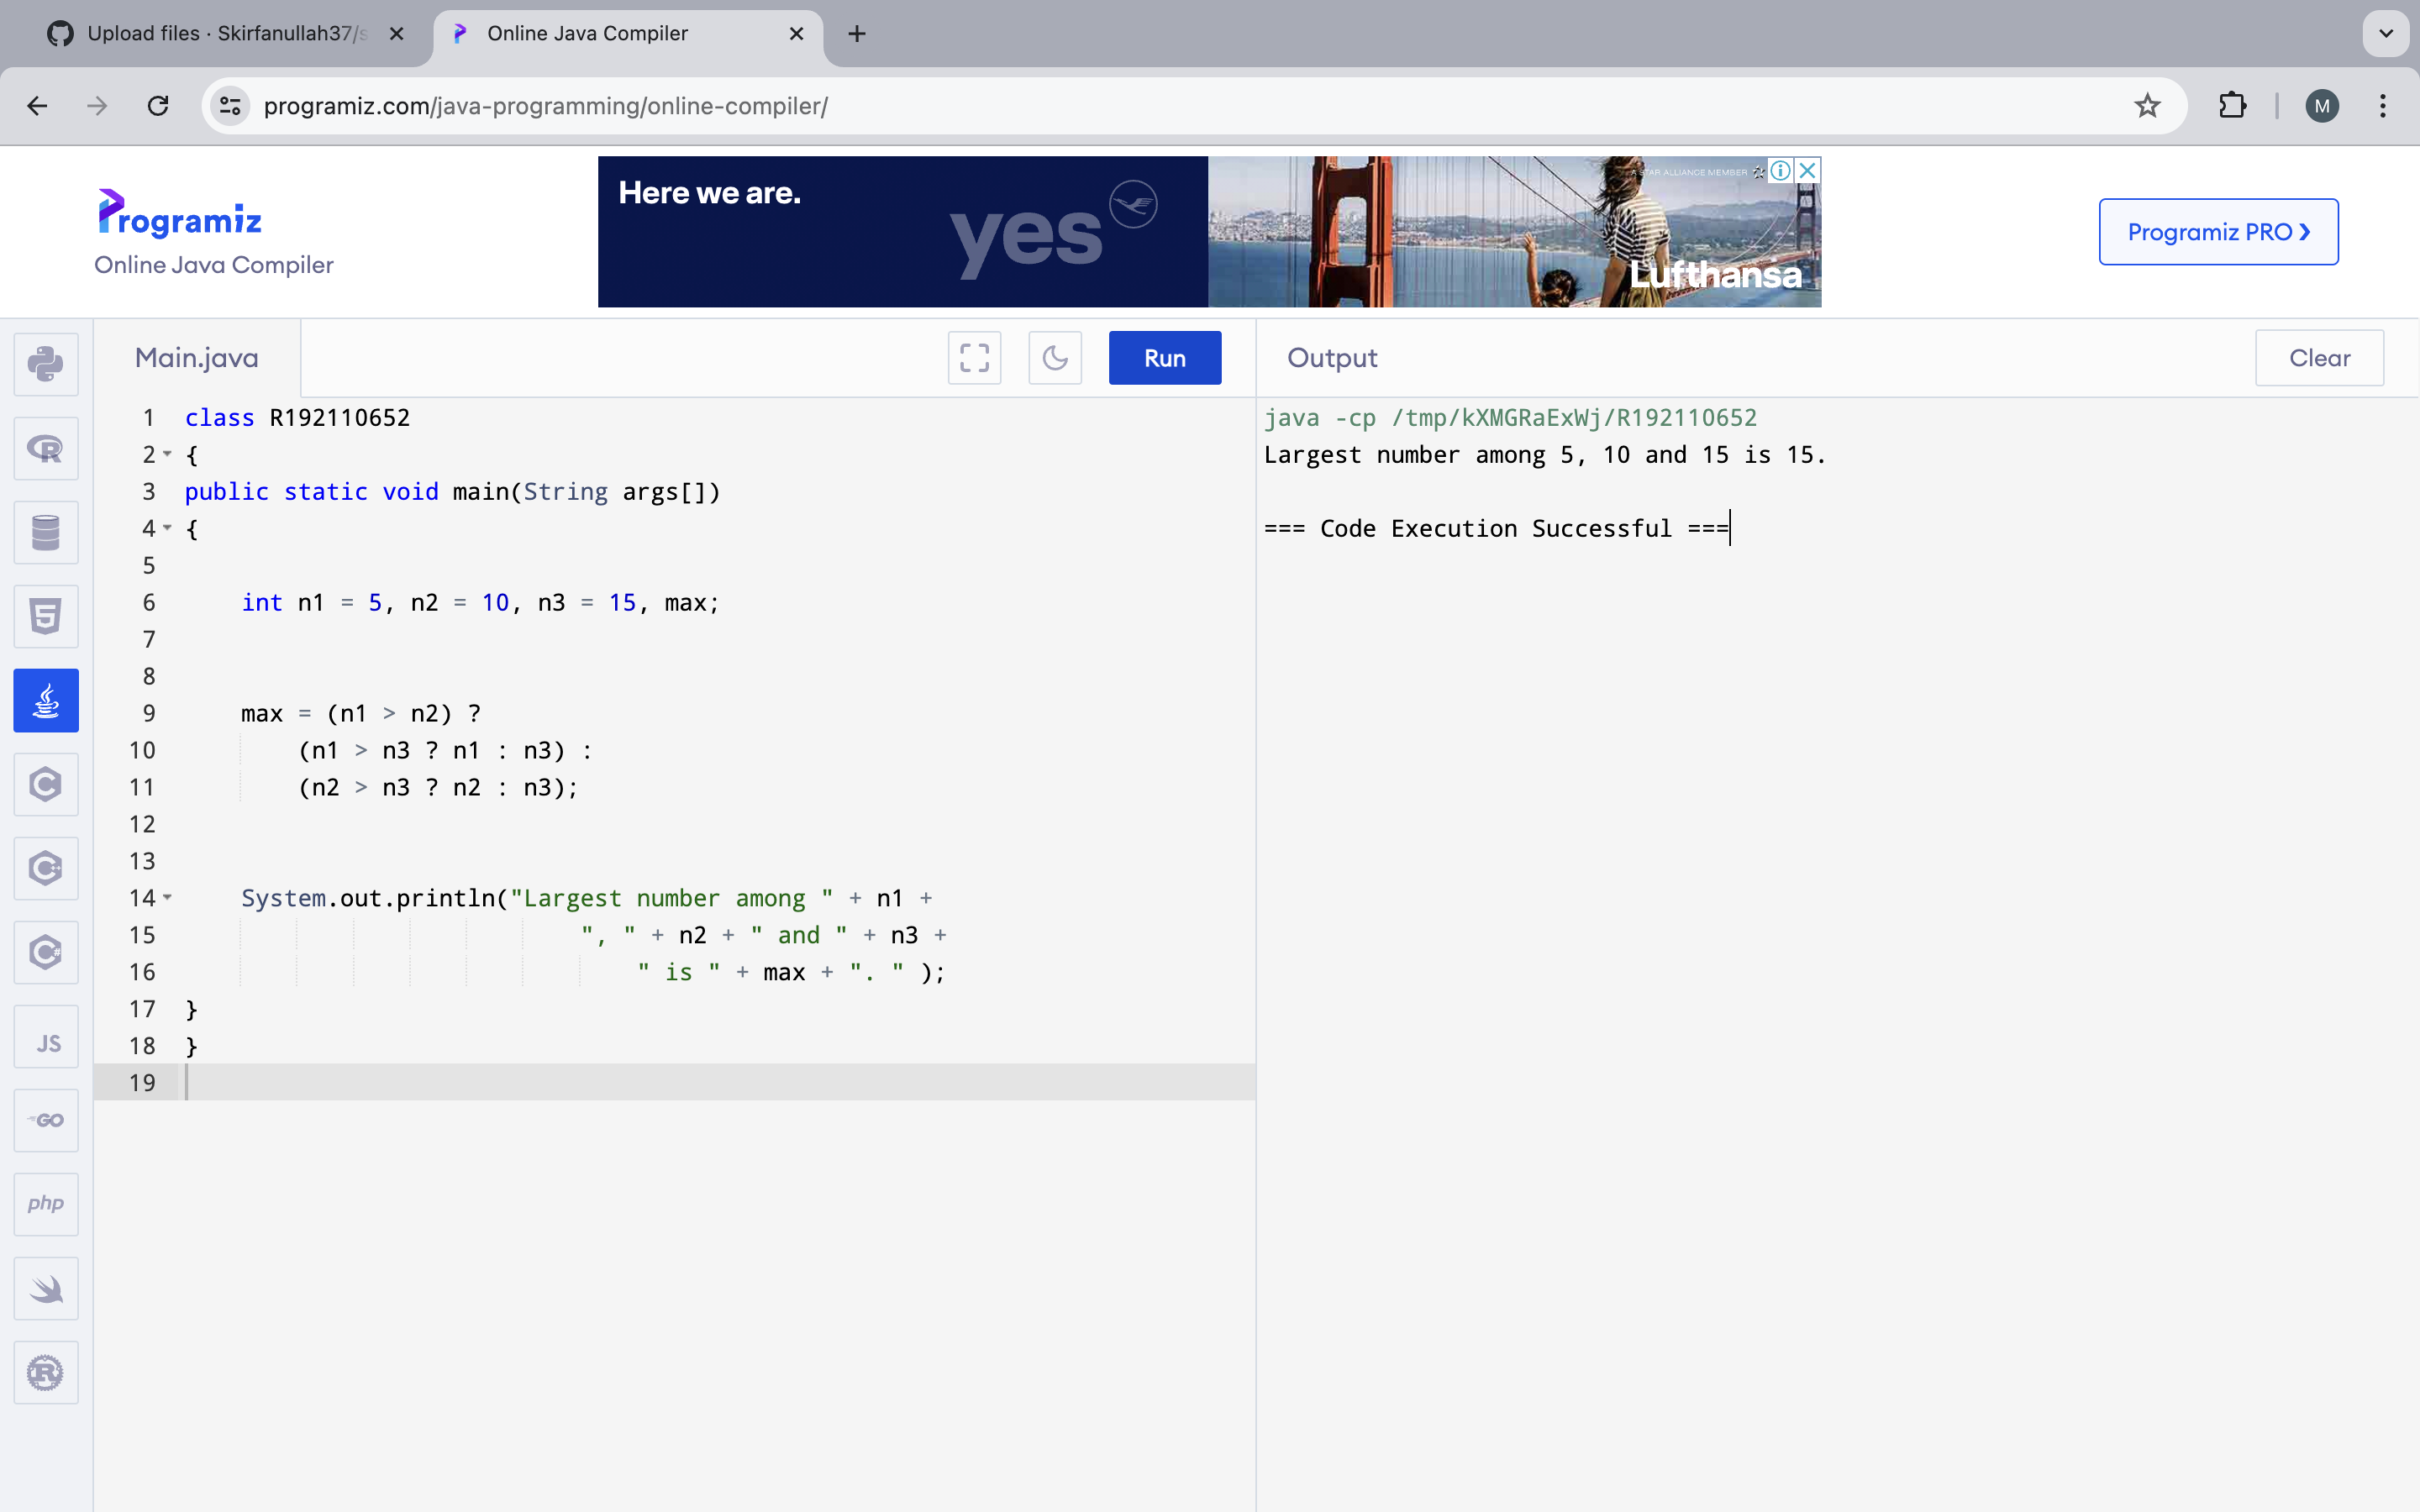 Upload files · Skirfanullah37/s
Online Java Compiler
programiz.com/java-programming/online-compiler/
M
Programiz
Online Java Compiler
Here we are.
yes
A STAR ALLIANCE MEMBER
Lufthansa
Programiz PRO ❯
Main.java
Run
Output
Clear
1 class R192110652
2 {
3 public static void main(String args[])
4 {
5
6     int n1 = 5, n2 = 10, n3 = 15, max;
7
8
9     max = (n1 > n2) ?
10         (n1 > n3 ? n1 : n3) :
11         (n2 > n3 ? n2 : n3);
12
13
14     System.out.println("Largest number among " + n1 +
15                             ", " + n2 + " and " + n3 +
16                                 " is " + max + ". " );
17 }
18 }
19
java -cp /tmp/kXMGRaExWj/R192110652
Largest number among 5, 10 and 15 is 15.
=== Code Execution Successful ===
R
5
C
C
C#
JS
GO
php
R